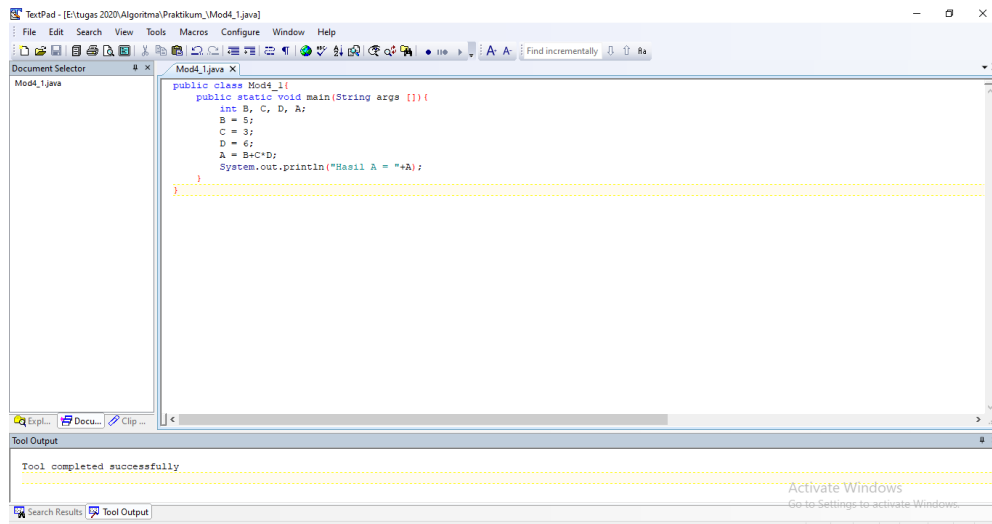 TextPad - [E:\tugas 2020\Algoritma\Praktikum_\Mod4_1.java]
File Edit Search View Tools Macros Configure Window Help
Find incrementally
Document Selector
Mod4_1.java
Mod4_1.java
public class Mod4_1{
    public static void main(String args []){
        int B, C, D, A;
        B = 5;
        C = 3;
        D = 6;
        A = B+C*D;
        System.out.println("Hasil A = "+A);
    }
}
Expl... Docu... Clip ...
Tool Output
Tool completed successfully
Activate Windows
Go to Settings to activate Windows.
Search Results Tool Output